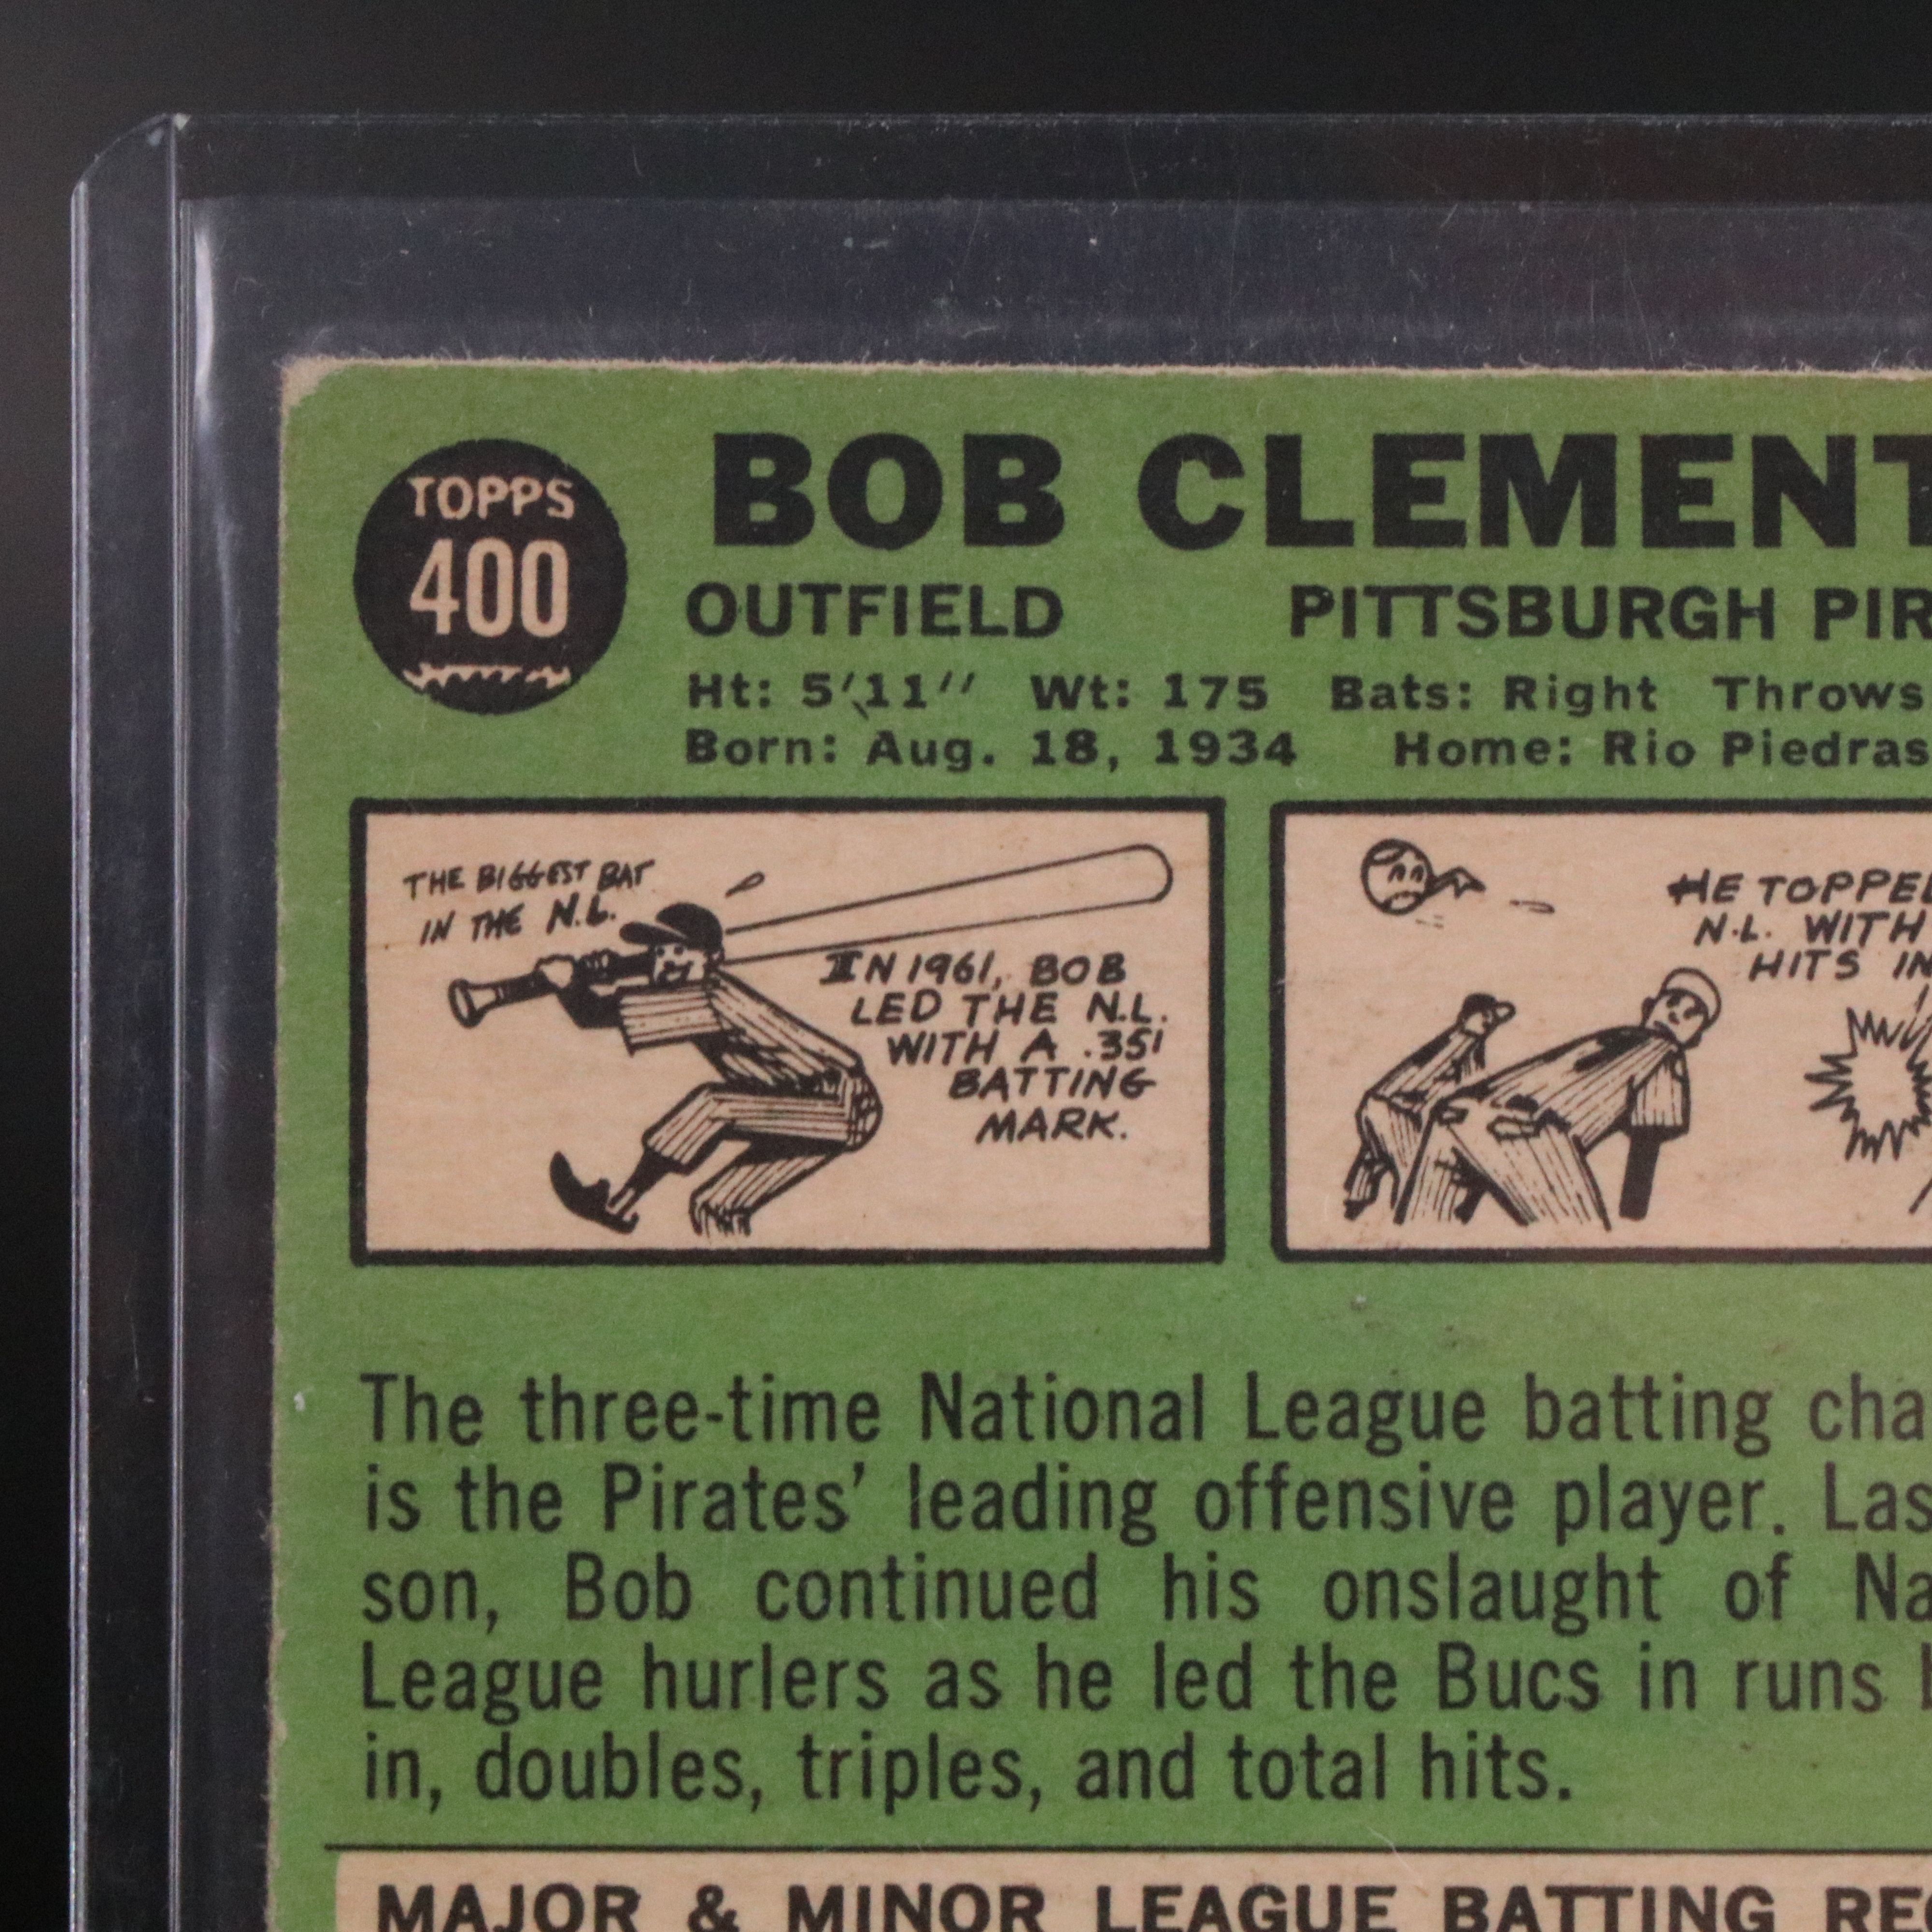 TOPPS
400
BOB CLEMENT
OUTFIELD PITTSBURGH PIR
Ht: 5'11" Wt: 175 Bats: Right Throws
Born: Aug. 18, 1934 Home: Rio Piedras
THE BIGGEST BAT
IN THE N.L.
IN 1961, BOB
LED THE N.L.
WITH A .351
BATTING
MARK.
HE TOPPE
N.L. WITH
HITS IN
The three-time National League batting cha
is the Pirates' leading offensive player. Las
son, Bob continued his onslaught of Na
League hurlers as he led the Bucs in runs
in, doubles, triples, and total hits.
MAJOR & MINOR LEAGUE BATTING RE